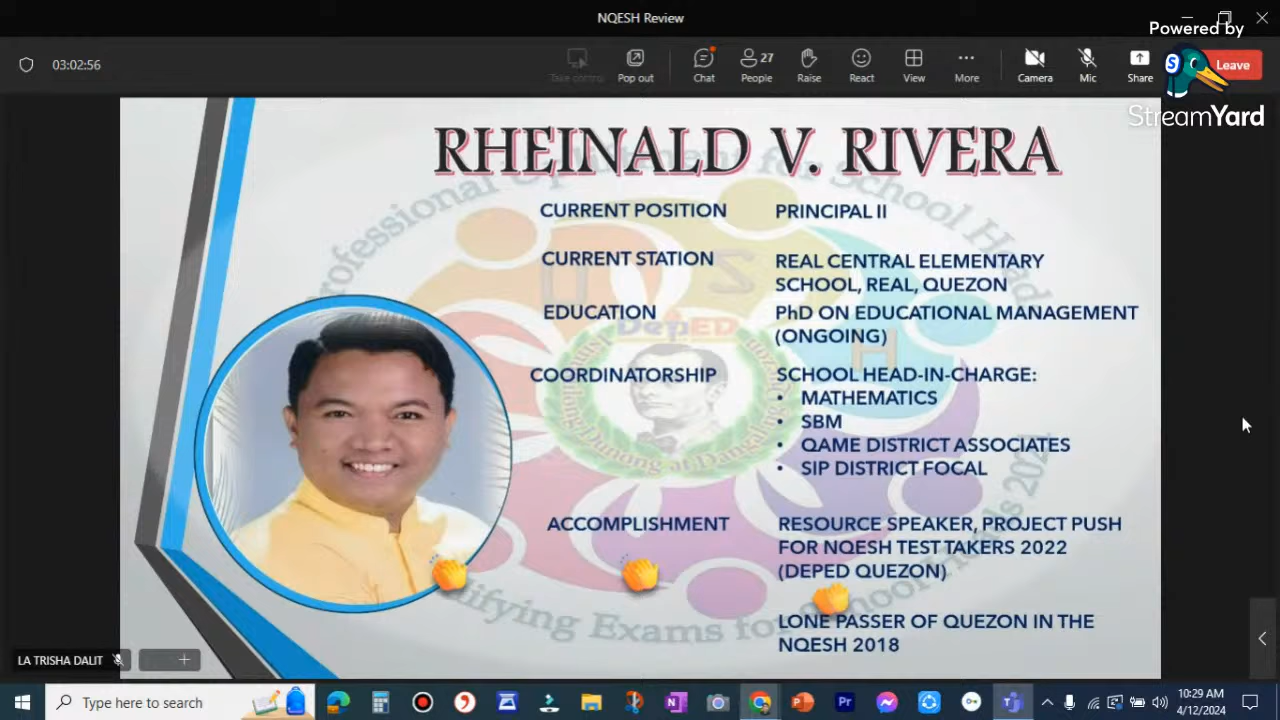 NQESH Review
Powered by
StreamYard
03:02:56
Take control
Pop out
Chat
27
People
Raise
React
View
More
Camera
Mic
Share
Leave
RHEINALD V. RIVERA
CURRENT POSITION PRINCIPAL II
CURRENT STATION REAL CENTRAL ELEMENTARY
SCHOOL, REAL, QUEZON
EDUCATION PhD ON EDUCATIONAL MANAGEMENT
(ONGOING)
COORDINATORSHIP SCHOOL HEAD-IN-CHARGE:
• MATHEMATICS
• SBM
• QAME DISTRICT ASSOCIATES
• SIP DISTRICT FOCAL
ACCOMPLISHMENT RESOURCE SPEAKER, PROJECT PUSH
FOR NQESH TEST TAKERS 2022
(DEPED QUEZON)
LONE PASSER OF QUEZON IN THE
NQESH 2018
DepED
LA TRISHA DALIT
Type here to search
10:29 AM
4/12/2024